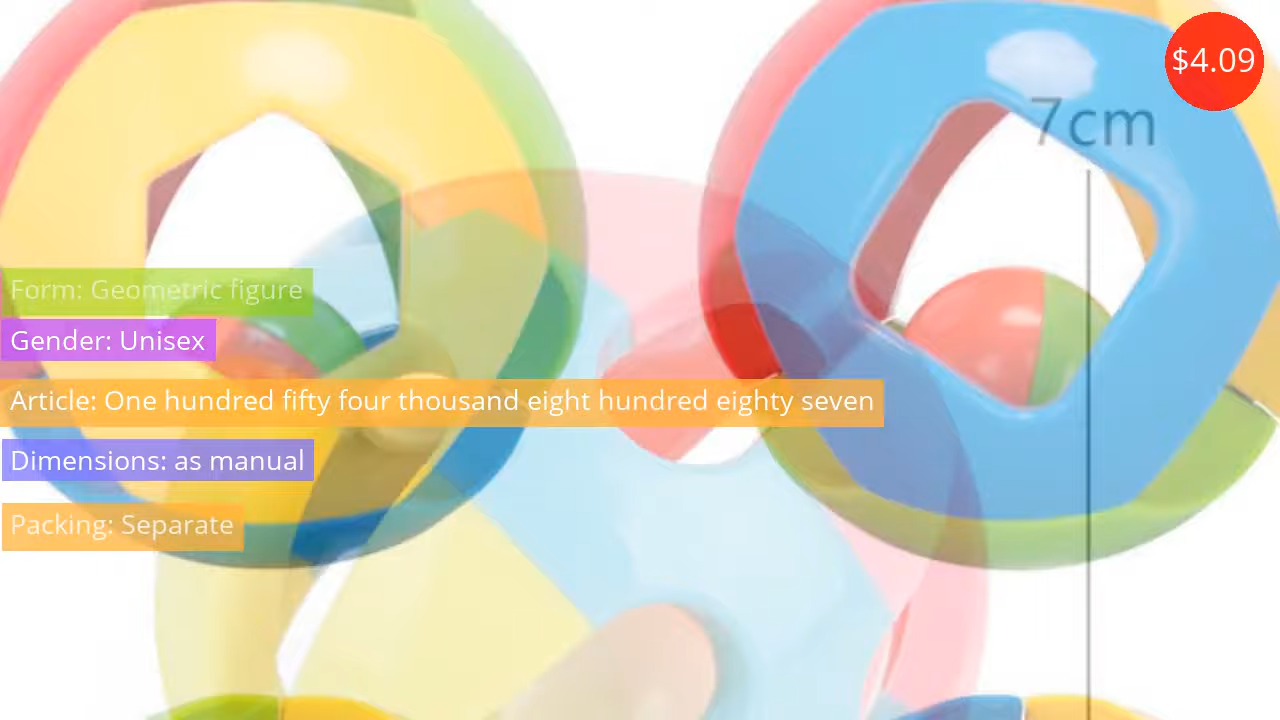 $4.09
7cm
Form: Geometric figure
Gender: Unisex
Article: One hundred fifty four thousand eight hundred eighty seven
Dimensions: as manual
Packing: Separate